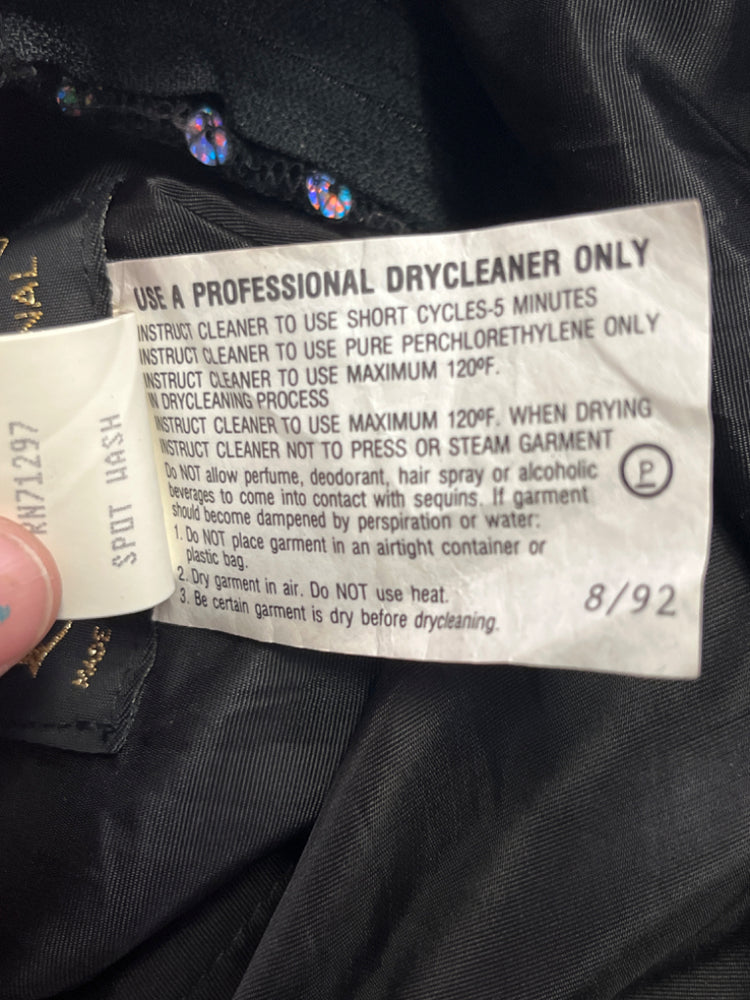 USE A PROFESSIONAL DRYCLEANER ONLY
INSTRUCT CLEANER TO USE SHORT CYCLES-5 MINUTES
INSTRUCT CLEANER TO USE PURE PERCHLORETHYLENE ONLY
INSTRUCT CLEANER TO USE MAXIMUM 120ºF.
IN DRYCLEANING PROCESS
INSTRUCT CLEANER TO USE MAXIMUM 120ºF. WHEN DRYING
INSTRUCT CLEANER NOT TO PRESS OR STEAM GARMENT
Do NOT allow perfume, deodorant, hair spray or alcoholic
beverages to come into contact with sequins. If garment
should become dampened by perspiration or water:
1. Do NOT place garment in an airtight container or
plastic bag.
2. Dry garment in air. Do NOT use heat.
3. Be certain garment is dry before drycleaning.
P
8/92
RN71297
SPOT WASH
NAL
MADE